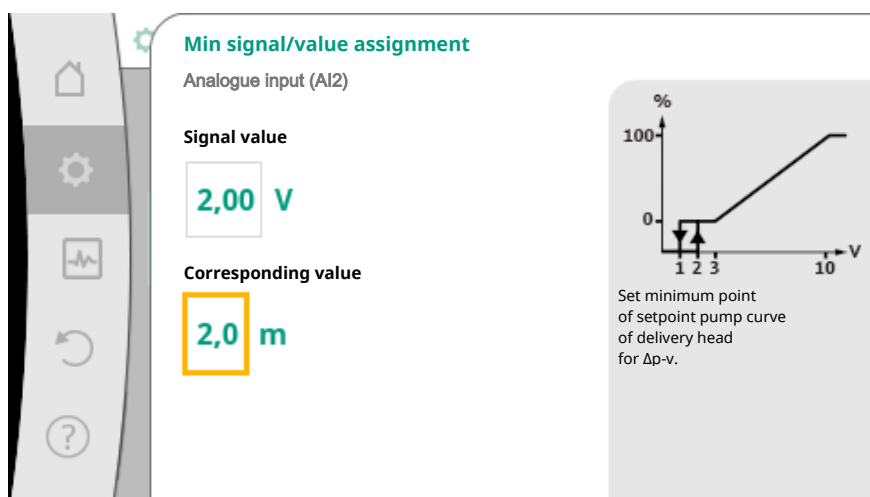 Min signal/value assignment
Analogue input (AI2)
Signal value
2,00 V
Corresponding value
2,0 m
%
100
0
1 2 3 10 V
Set minimum point
of setpoint pump curve
of delivery head
for Δp-v.
?